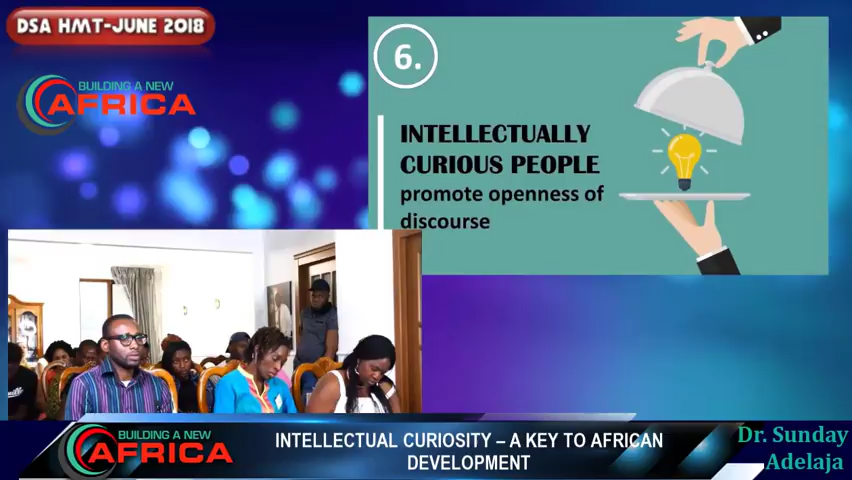 DSA HMT-JUNE 2018
BUILDING A NEW
AFRICA
6.
INTELLECTUALLY
CURIOUS PEOPLE
promote openness of
discourse
BUILDING A NEW
AFRICA
INTELLECTUAL CURIOSITY – A KEY TO AFRICAN
DEVELOPMENT
Dr. Sunday
Adelaja